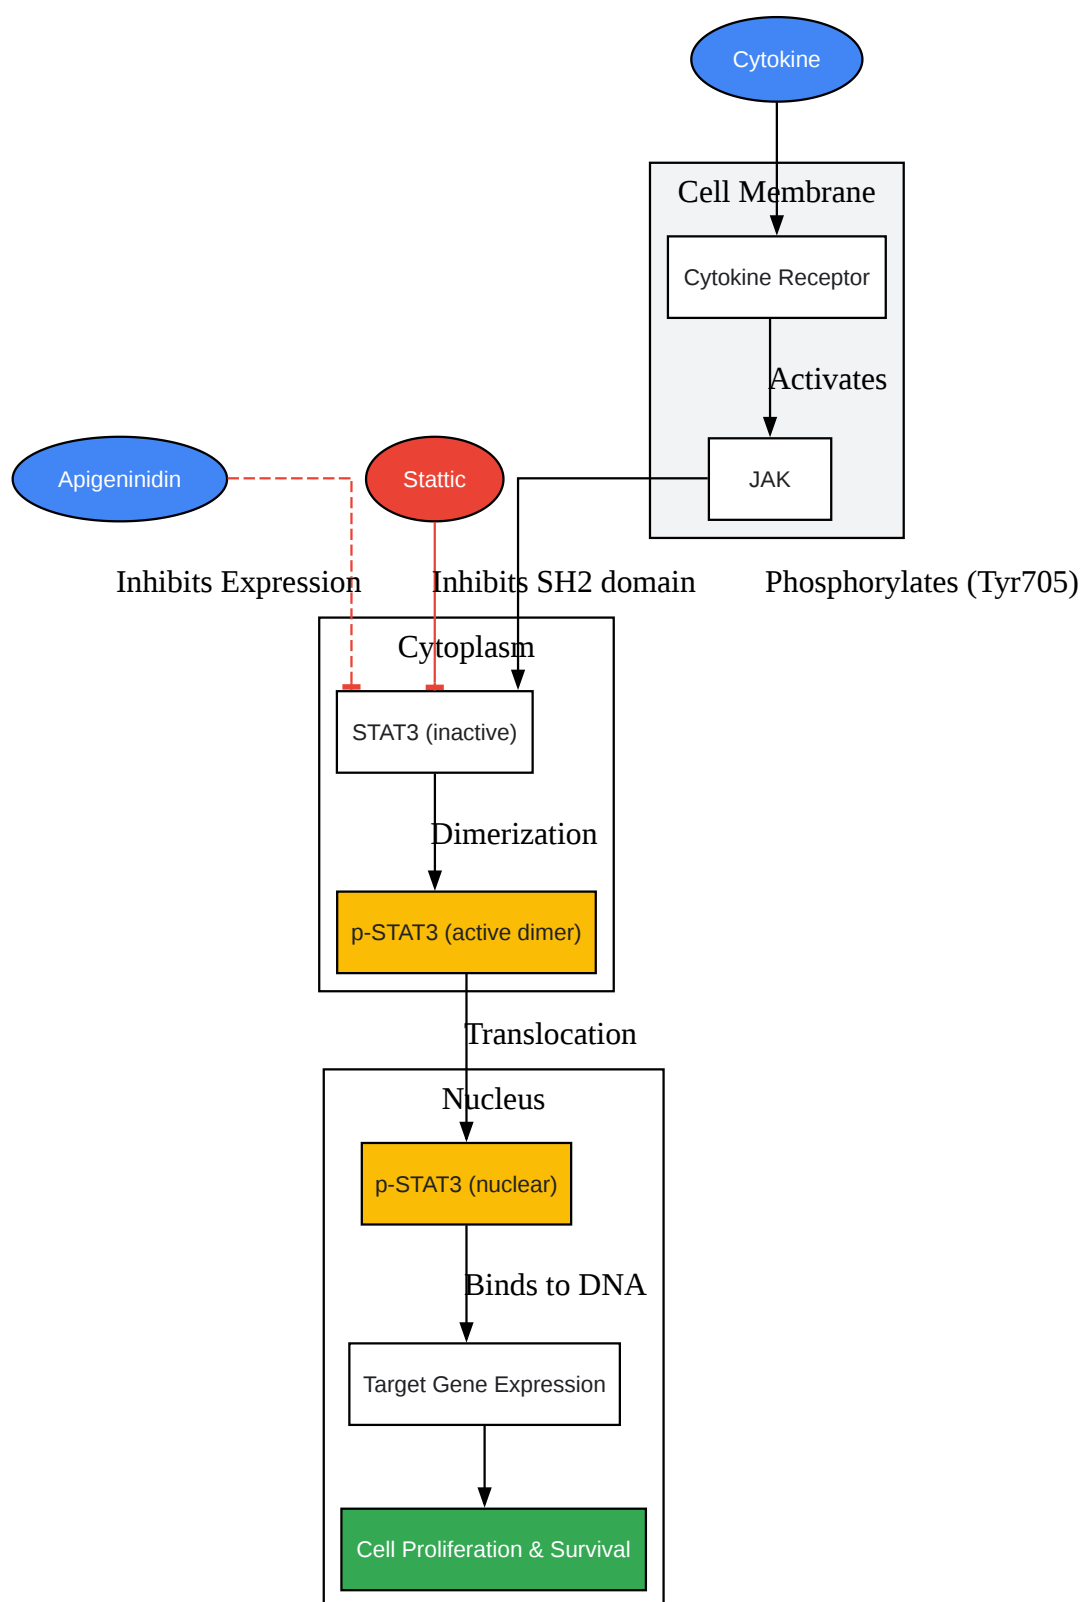 Cytokine
Cell Membrane
Cytokine Receptor
Activates
Apigeninidin
Stattic
JAK
Inhibits Expression
Inhibits SH2 domain
Phosphorylates (Tyr705)
Cytoplasm
STAT3 (inactive)
Dimerization
p-STAT3 (active dimer)
Translocation
Nucleus
p-STAT3 (nuclear)
Binds to DNA
Target Gene Expression
Cell Proliferation & Survival